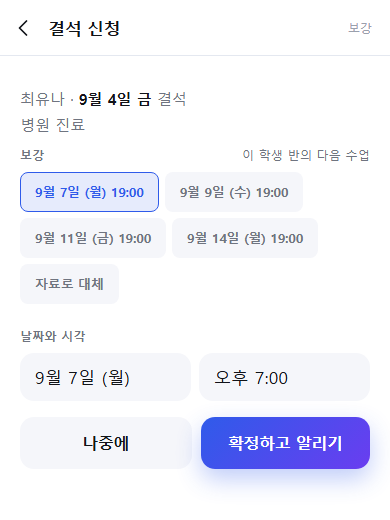 결석 신청
보강
최유나 · 9월 4일 금 결석
병원 진료
보강
이 학생 반의 다음 수업
9월 7일 (월) 19:00
9월 9일 (수) 19:00
9월 11일 (금) 19:00
9월 14일 (월) 19:00
자료로 대체
날짜와 시각
9월 7일 (월)
오후 7:00
나중에
확정하고 알리기